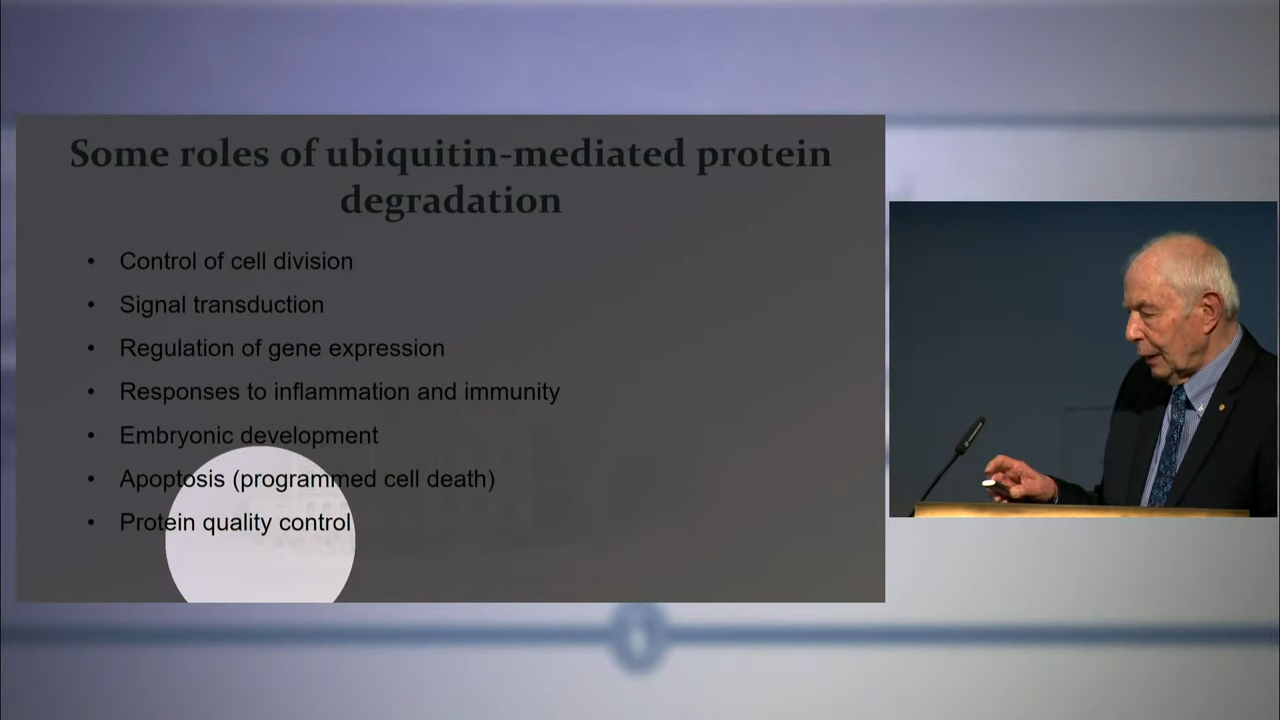 Some roles of ubiquitin-mediated protein
degradation
• Control of cell division
• Signal transduction
• Regulation of gene expression
• Responses to inflammation and immunity
• Embryonic development
• Apoptosis (programmed cell death)
• Protein quality control